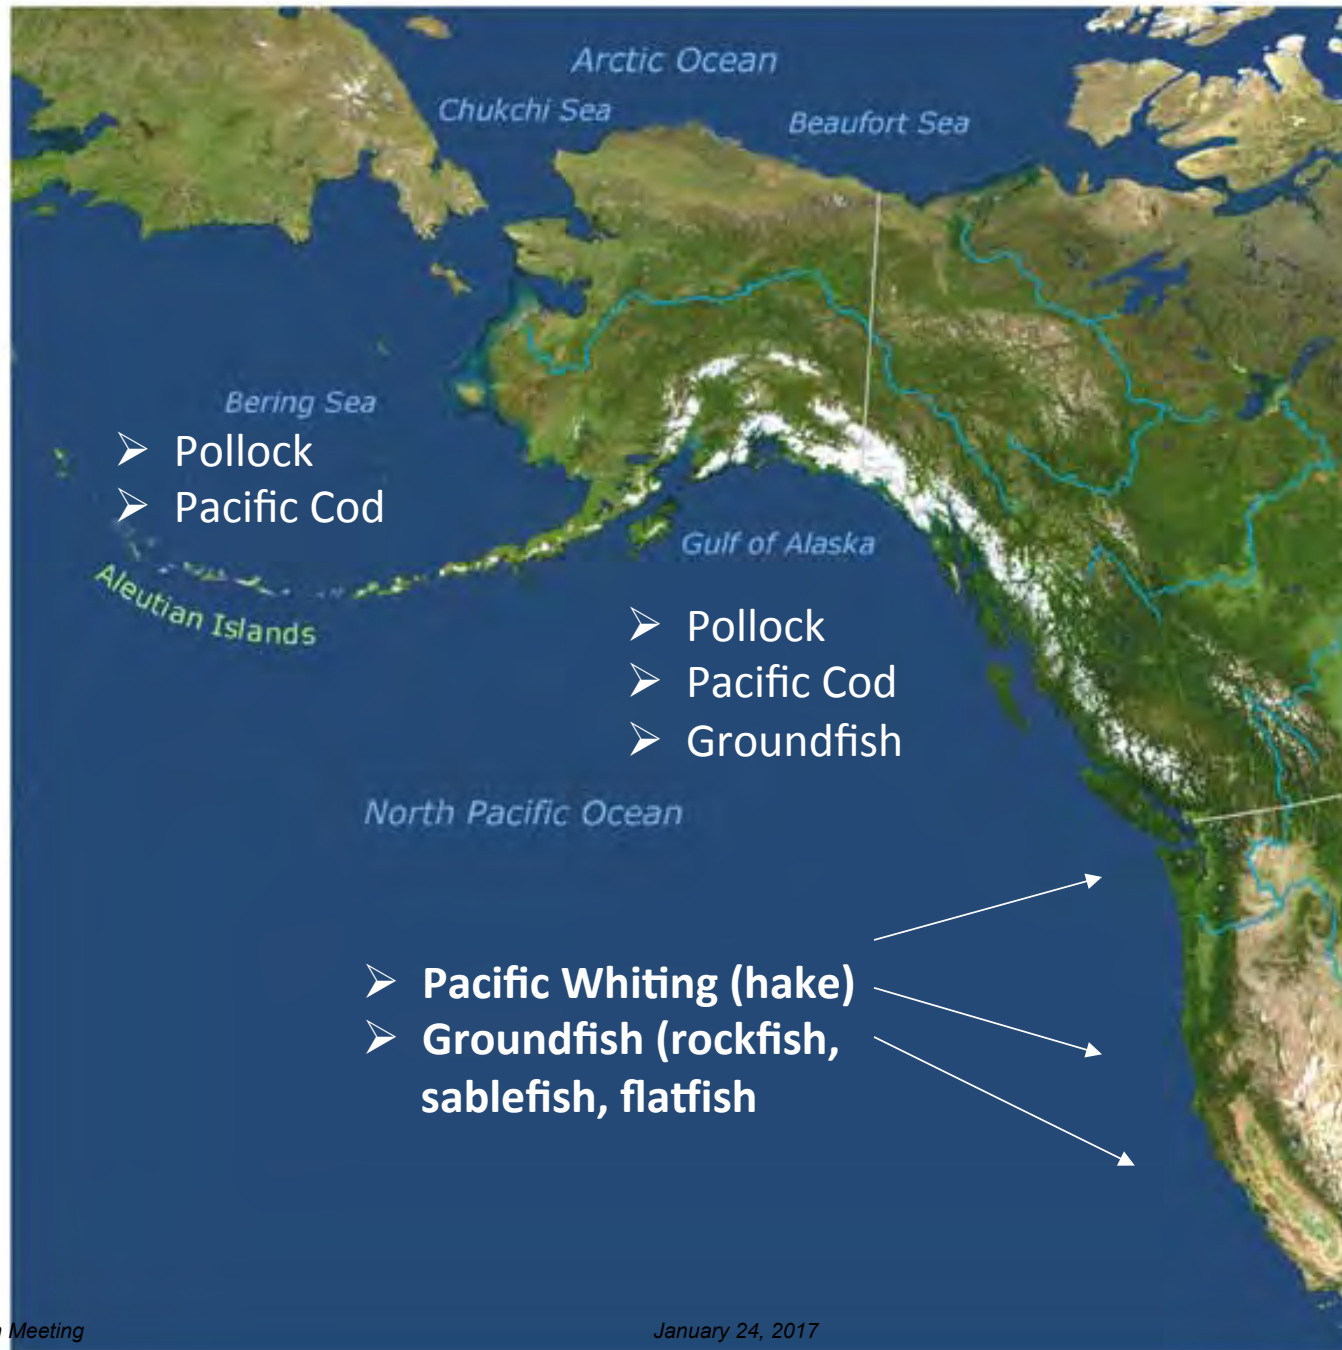 Arctic Ocean
Chukchi Sea
Beaufort Sea
Bering Sea
➢ Pollock
➢ Pacific Cod
Aleutian Islands
Gulf of Alaska
➢ Pollock
➢ Pacific Cod
➢ Groundfish
North Pacific Ocean
➢ Pacific Whiting (hake)
➢ Groundfish (rockfish,
sablefish, flatfish
Meeting
January 24, 2017